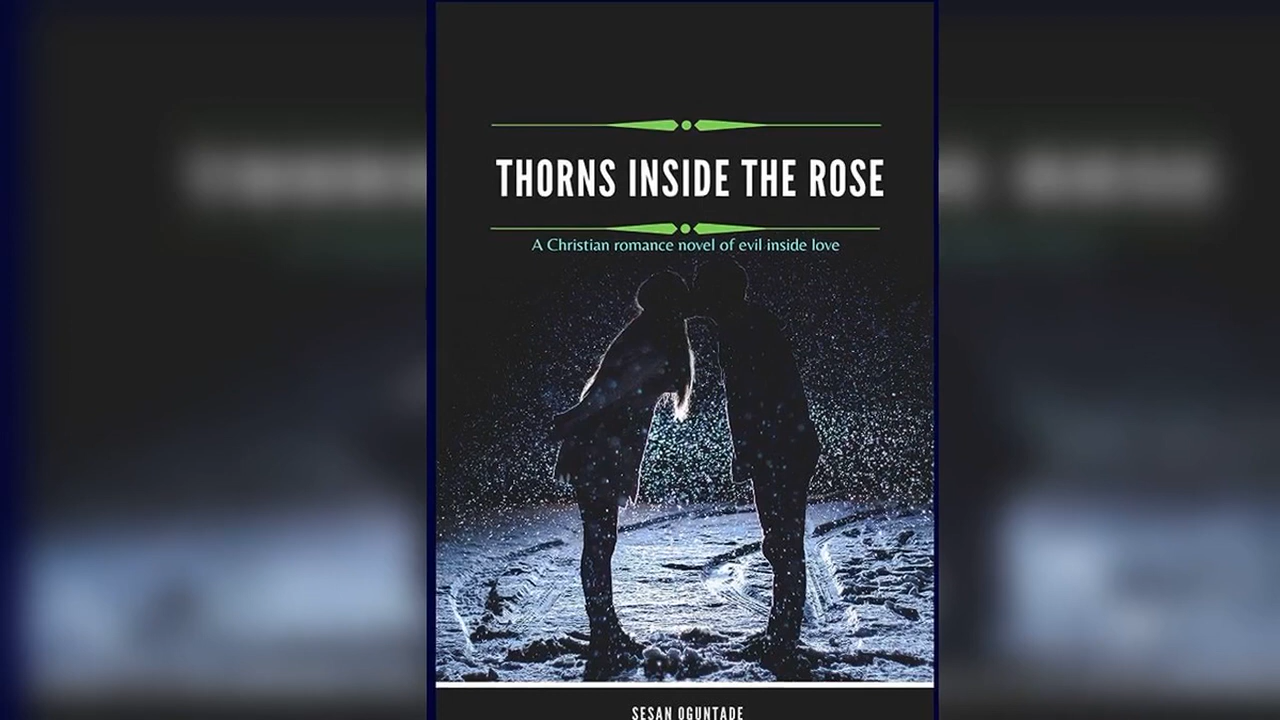 THORNS INSIDE THE ROSE
A Christian romance novel of evil inside love
SESAN OGUNTADE